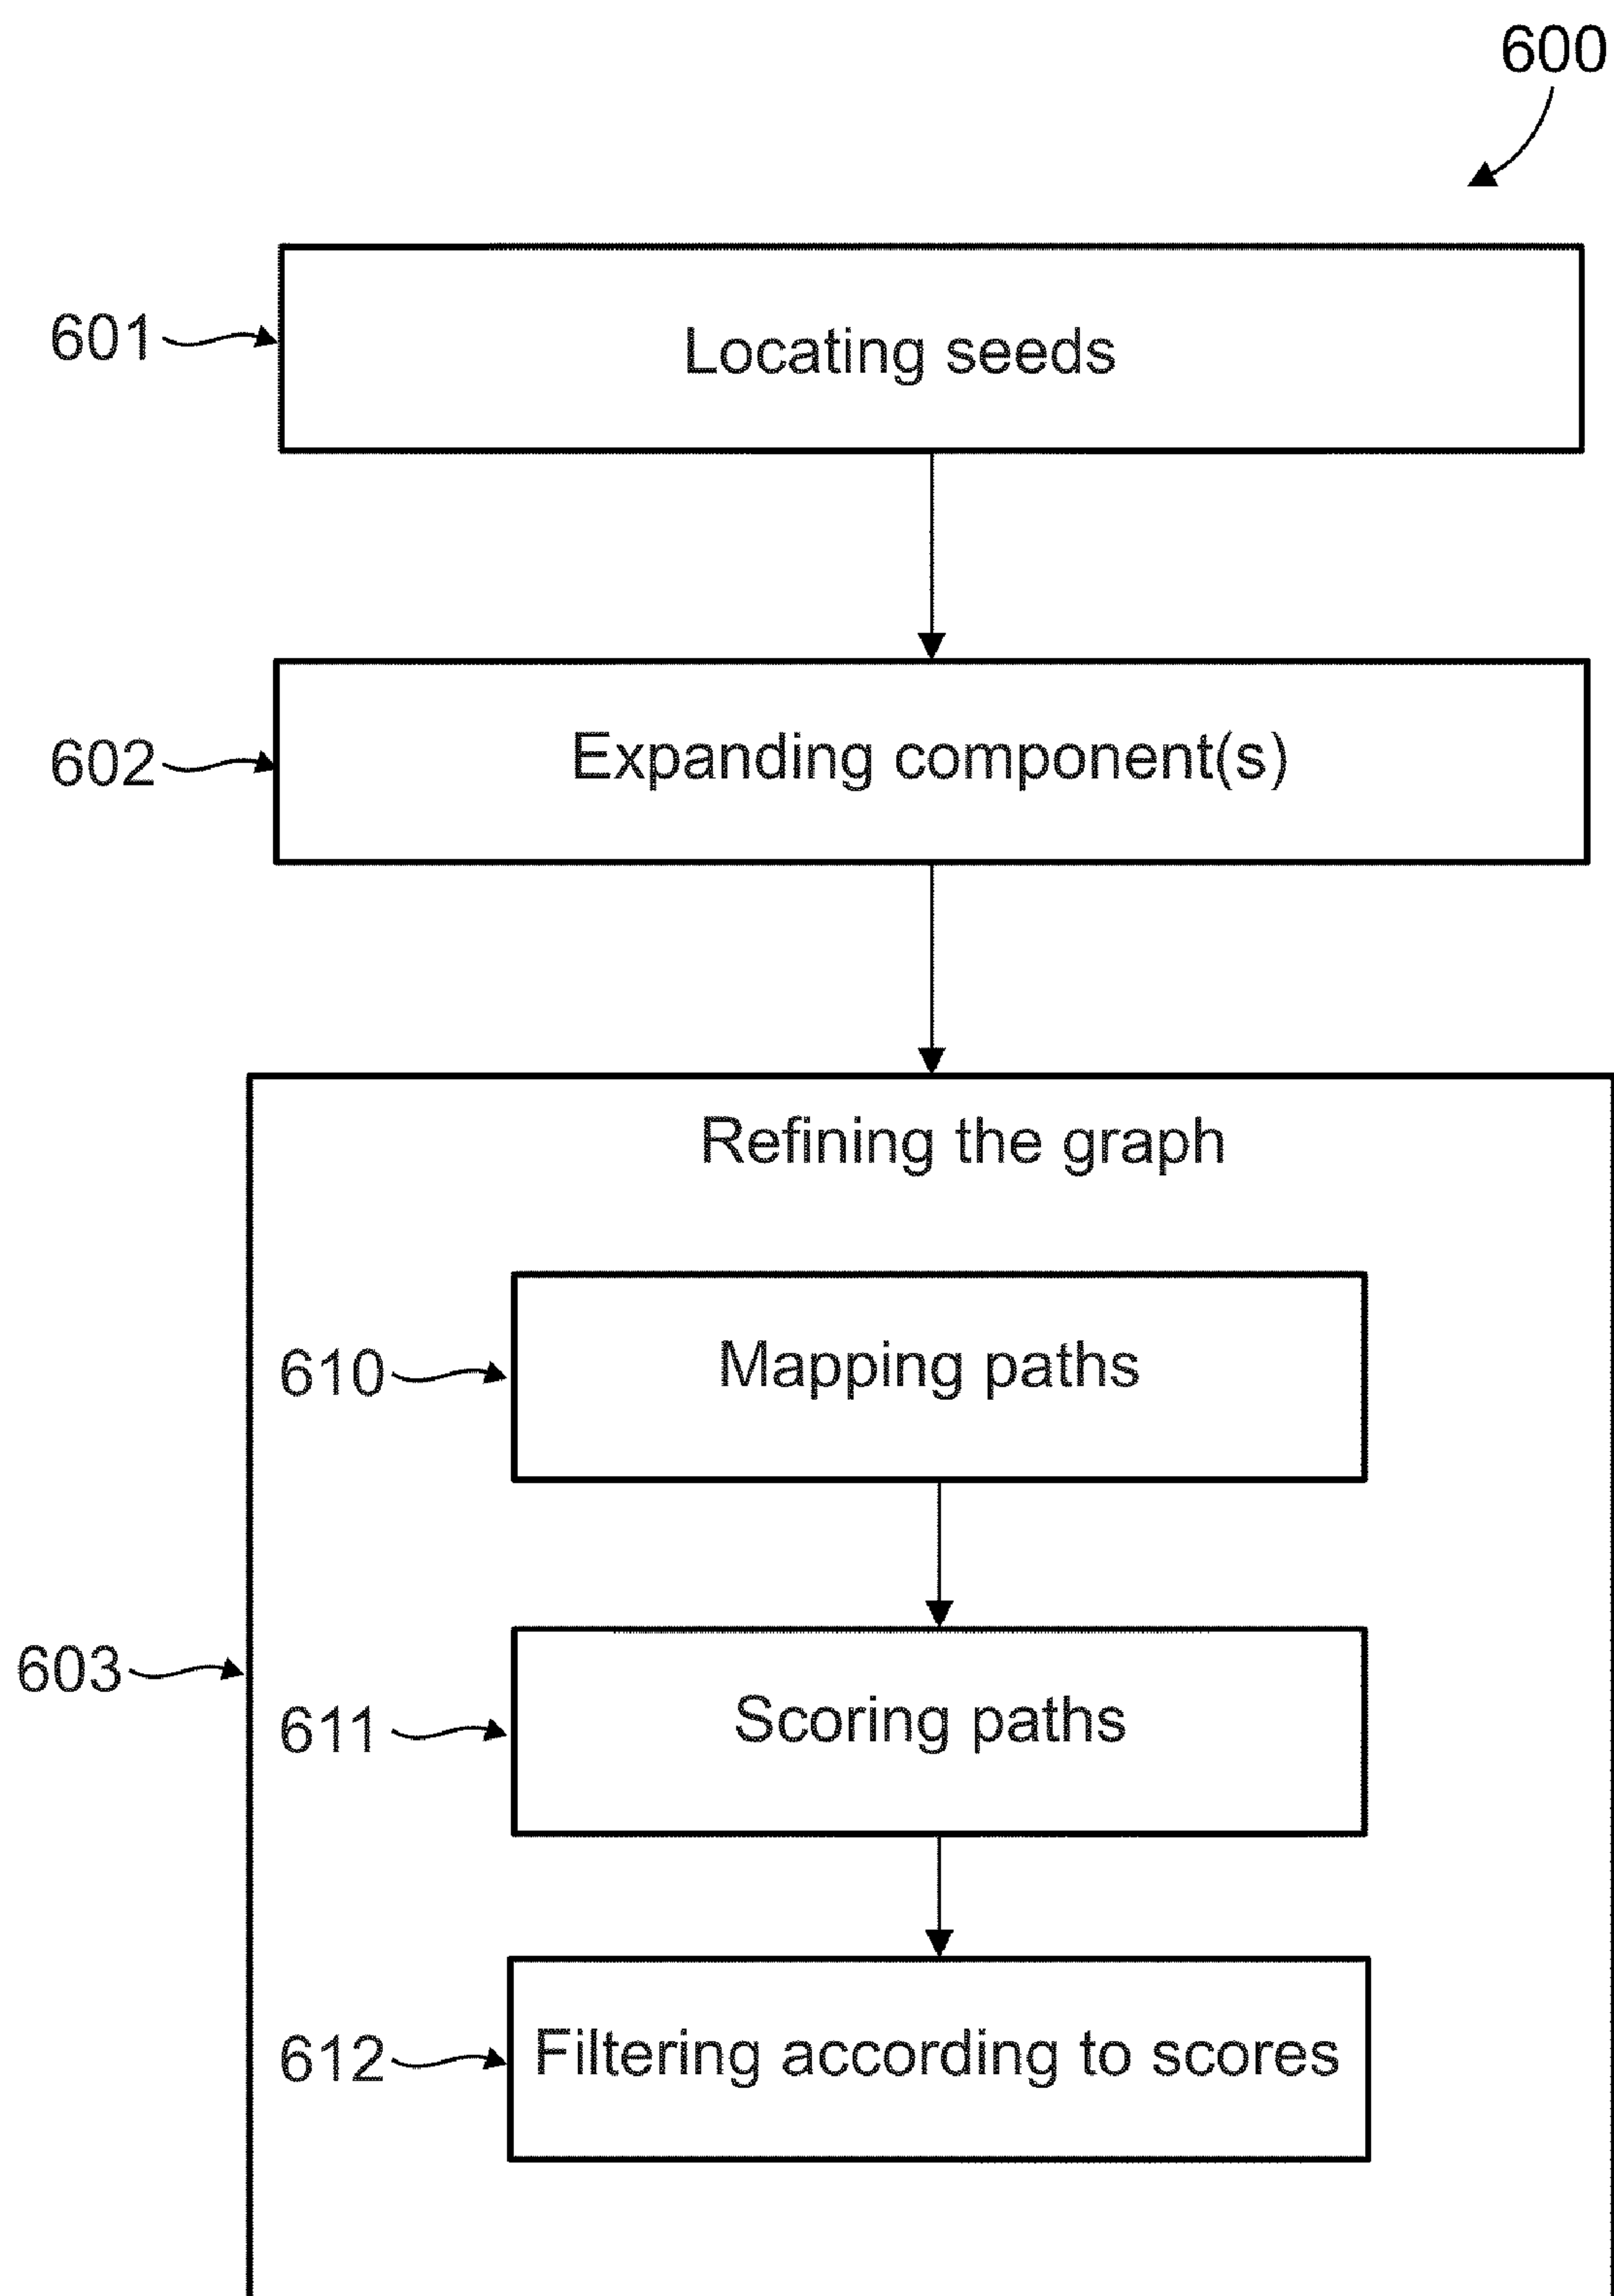 600
601
Locating seeds
602
Expanding component(s)
Refining the graph
610
Mapping paths
603
611
Scoring paths
612
Filtering according to scores